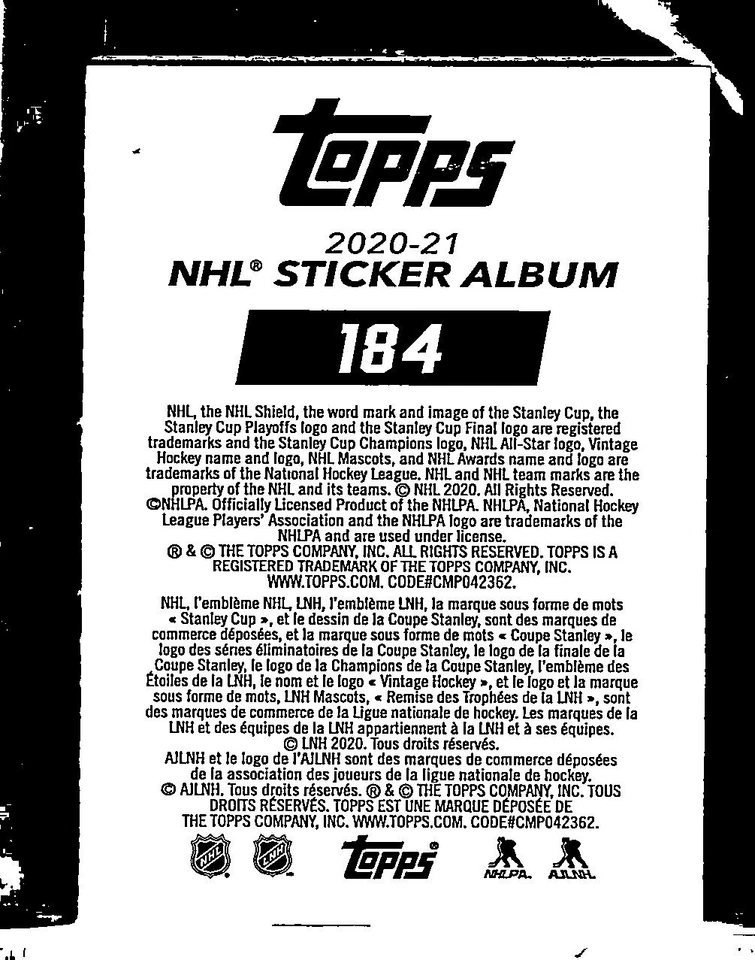 TOPPS
2020-21
NHL® STICKER ALBUM
184
NHL, the NHL Shield, the word mark and image of the Stanley Cup, the
Stanley Cup Playoffs logo and the Stanley Cup Final logo are registered
trademarks and the Stanley Cup Champions logo, NHL All-Star logo, Vintage
Hockey name and logo, NHL Mascots, and NHL Awards name and logo are
trademarks of the National Hockey League. NHL and NHL team marks are the
property of the NHL and its teams. © NHL 2020. All Rights Reserved.
©NHLPA. Officially Licensed Product of the NHLPA. NHLPA, National Hockey
League Players' Association and the NHLPA logo are trademarks of the
NHLPA and are used under license.
® & © THE TOPPS COMPANY, INC. ALL RIGHTS RESERVED. TOPPS IS A
REGISTERED TRADEMARK OF THE TOPPS COMPANY, INC.
WWW.TOPPS.COM. CODE#CMP042362.
NHL, l'emblème NHL, LNH, l'emblème LNH, la marque sous forme de mots
« Stanley Cup », et le dessin de la Coupe Stanley, sont des marques de
commerce déposées, et la marque sous forme de mots « Coupe Stanley », le
logo des séries éliminatoires de la Coupe Stanley, le logo de la finale de la
Coupe Stanley, le logo de la Champions de la Coupe Stanley, l'emblème des
Étoiles de la LNH, le nom et le logo « Vintage Hockey », et le logo et la marque
sous forme de mots, LNH Mascots, « Remise des Trophées de la LNH », sont
des marques de commerce de la Ligue nationale de hockey. Les marques de la
LNH et des équipes de la LNH appartiennent à la LNH et à ses équipes.
© LNH 2020. Tous droits réservés.
AJLNH et le logo de l'AJLNH sont des marques de commerce déposées
de la association des joueurs de la ligue nationale de hockey.
© AJLNH. Tous droits réservés. ® & © THE TOPPS COMPANY, INC. TOUS
DROITS RÉSERVÉS. TOPPS EST UNE MARQUE DÉPOSÉE DE
THE TOPPS COMPANY, INC. WWW.TOPPS.COM. CODE#CMP042362.
NHL LNH TOPPS® NHLPA AJLNH